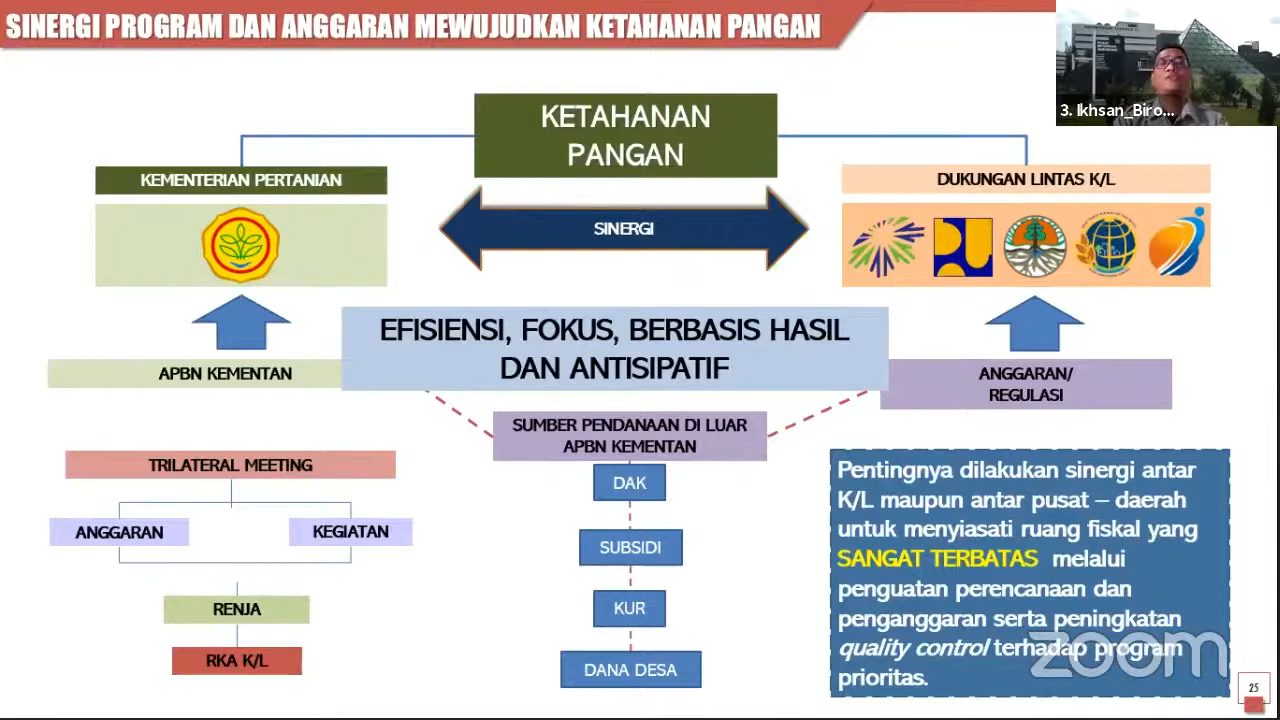 SINERGI PROGRAM DAN ANGGARAN MEWUJUDKAN KETAHANAN PANGAN
3. Ikhsan_Biro...
KETAHANAN
PANGAN
KEMENTERIAN PERTANIAN
DUKUNGAN LINTAS K/L
SINERGI
EFISIENSI, FOKUS, BERBASIS HASIL
DAN ANTISIPATIF
APBN KEMENTAN
ANGGARAN/
REGULASI
SUMBER PENDANAAN DI LUAR
APBN KEMENTAN
TRILATERAL MEETING
ANGGARAN
KEGIATAN
RENJA
RKA K/L
DAK
SUBSIDI
KUR
DANA DESA
Pentingnya dilakukan sinergi antar
K/L maupun antar pusat – daerah
untuk menyiasati ruang fiskal yang
SANGAT TERBATAS melalui
penguatan perencanaan dan
penganggaran serta peningkatan
quality control terhadap program
prioritas.
zoom
25